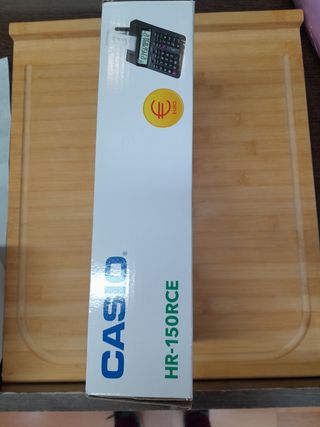 CASIO®
HR-150RCE
€
EURO